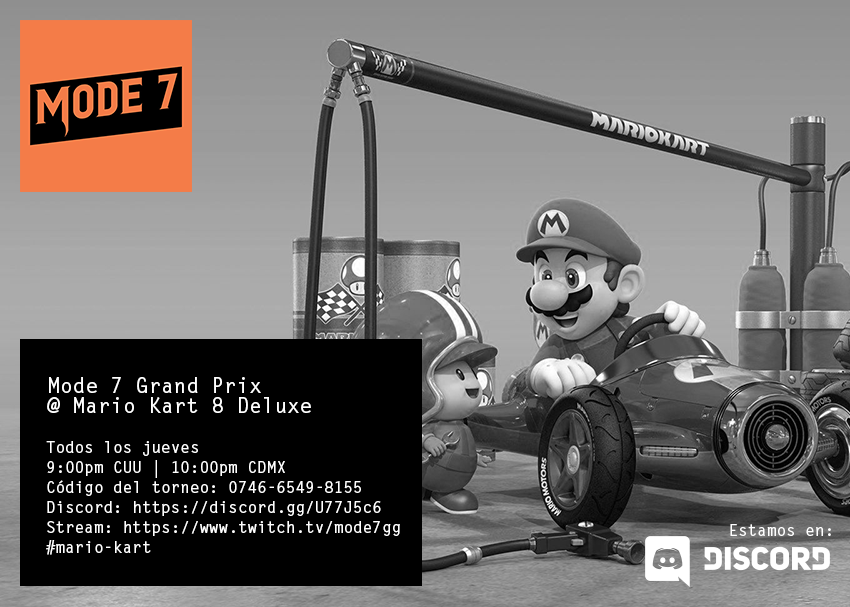 MODE 7
MARIOKART
M
Mode 7 Grand Prix
@ Mario Kart 8 Deluxe
Todos los jueves
9:00pm CUU | 10:00pm CDMX
Código del torneo: 0746-6549-8155
Discord: https://discord.gg/U77J5c6
Stream: https://www.twitch.tv/mode7gg
#mario-kart
MARIO MOTORS
Estamos en:
DISCORD